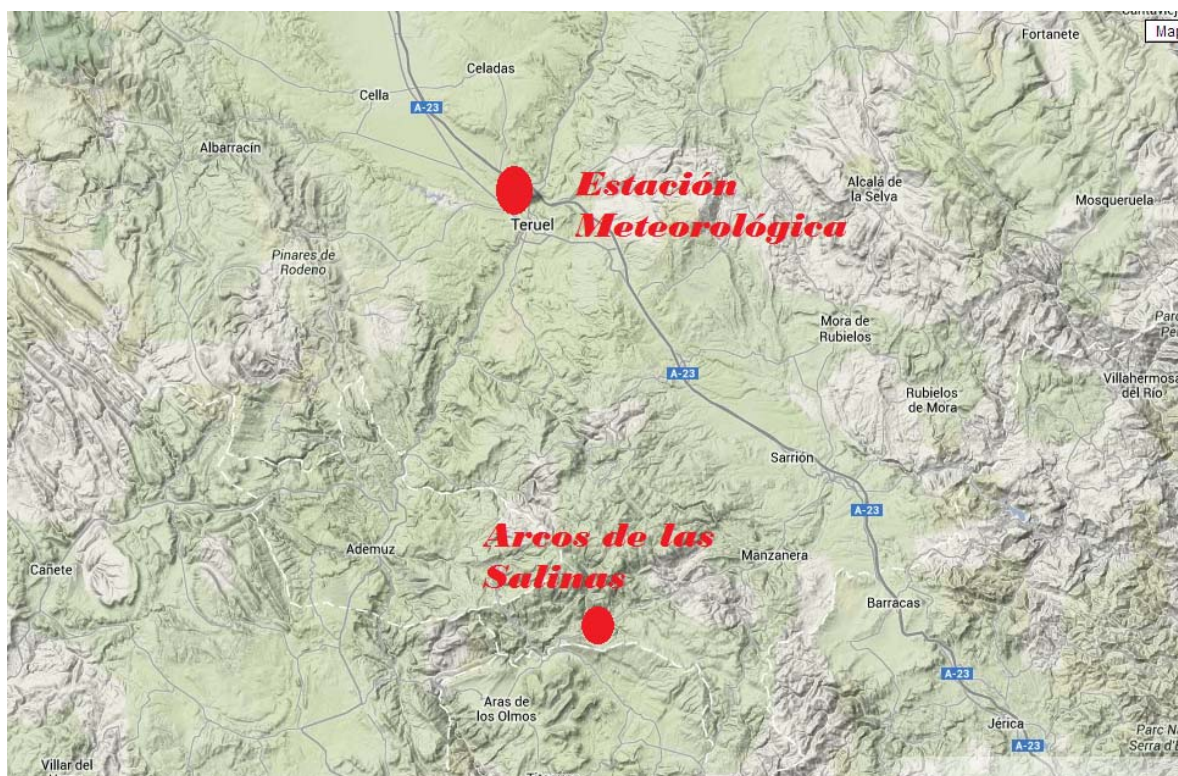 Fortanete
Map
Celadas
Cella
A-23
Albarracín
Estación
Meteorológica
Alcalá de
la Selva
Mosqueruela
Teruel
Pinares de
Rodeno
Mora de
Rubielos
A-23
Villahermosa
del Río
Rubielos
de Mora
Sarrión
A-23
Arcos de las
Salinas
Ademuz
Manzanera
Cañete
Barracas
A-23
Aras de
los Olmos
Jérica
Parc N
Serra d'E
A-23
Villar del